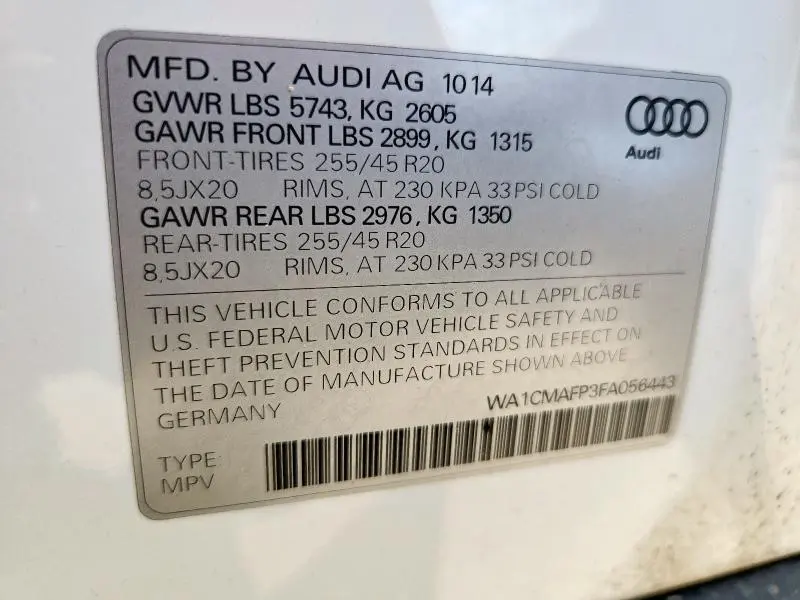 MFD. BY AUDI AG 10 14
GVWR LBS 5743, KG 2605
GAWR FRONT LBS 2899, KG 1315
FRONT-TIRES 255/45 R20
8,5JX20 RIMS, AT 230 KPA 33 PSI COLD
GAWR REAR LBS 2976, KG 1350
REAR-TIRES 255/45 R20
8,5JX20 RIMS, AT 230 KPA 33 PSI COLD
Audi
THIS VEHICLE CONFORMS TO ALL APPLICABLE
U.S. FEDERAL MOTOR VEHICLE SAFETY AND
THEFT PREVENTION STANDARDS IN EFFECT ON
THE DATE OF MANUFACTURE SHOWN ABOVE
GERMANY WA1CMAFP3FA056443
TYPE:
MPV